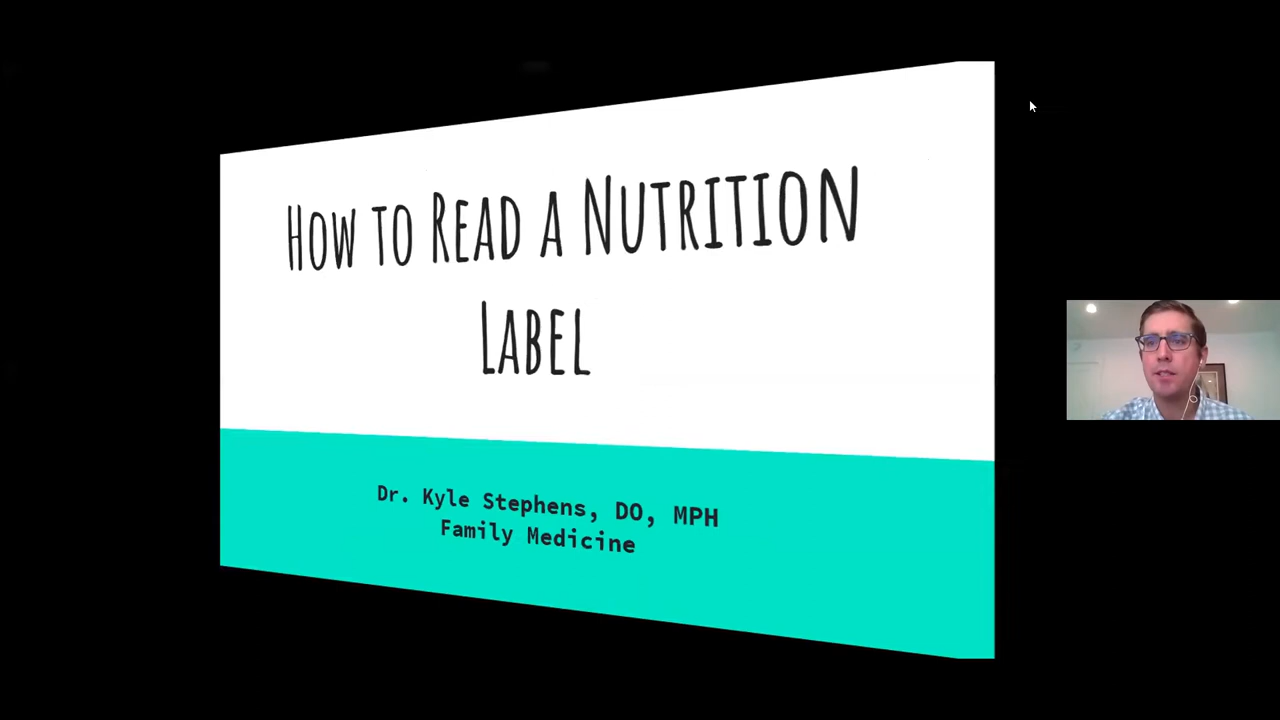 How to Read a Nutrition
Label
Dr. Kyle Stephens, DO, MPH
Family Medicine